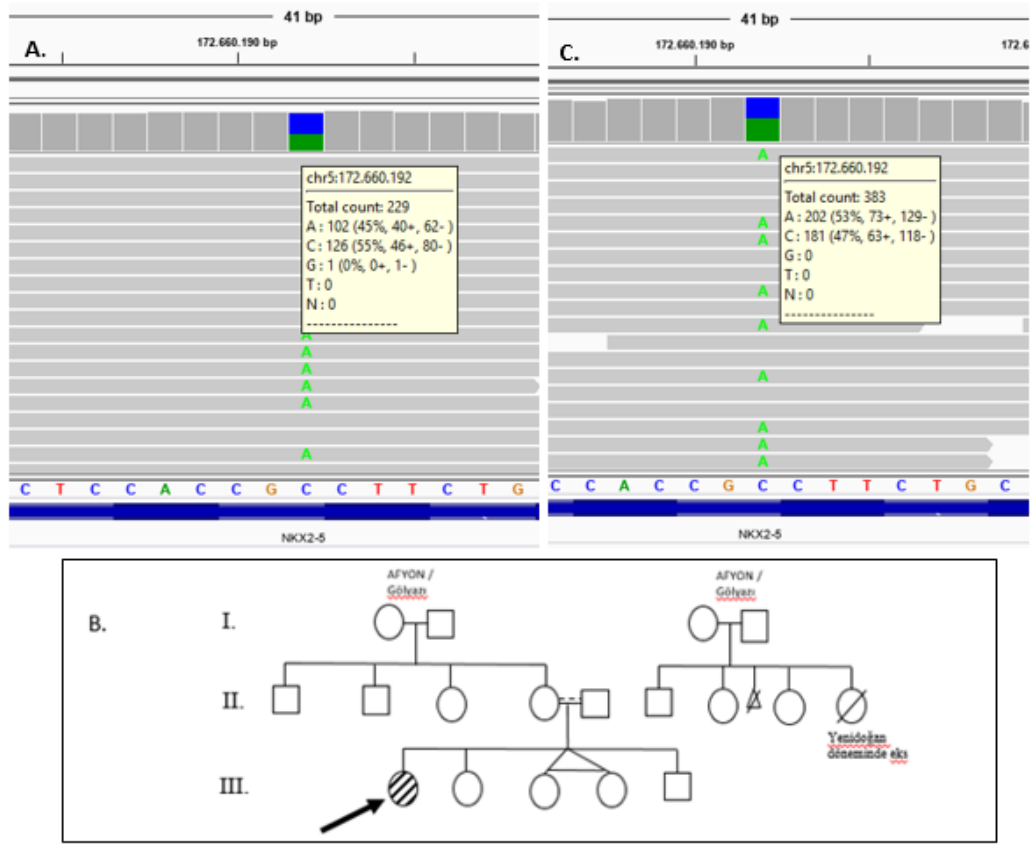 41 bp
172.660.190 bp
A.
chr5:172.660.192
Total count: 229
A : 102 (45%, 40+, 62- )
C : 126 (55%, 46+, 80- )
G : 1 (0%, 0+, 1- )
T : 0
N : 0
---------------
A
A
A
A
A
A
C T C C A C C G C C T T C T G
NKX2-5
41 bp
172.660.190 bp
172.6
C.
A
chr5:172.660.192
Total count: 383
A : 202 (53%, 73+, 129- )
C : 181 (47%, 63+, 118- )
G : 0
T : 0
N : 0
---------------
A
A
A
A
A
A
A
A
C C A C C G C C T T C T G C
NKX2-5
B.
AFYON /
Gölyazı
AFYON /
Gölyazı
I.
II.
Yenidoğan
döneminde eks
III.